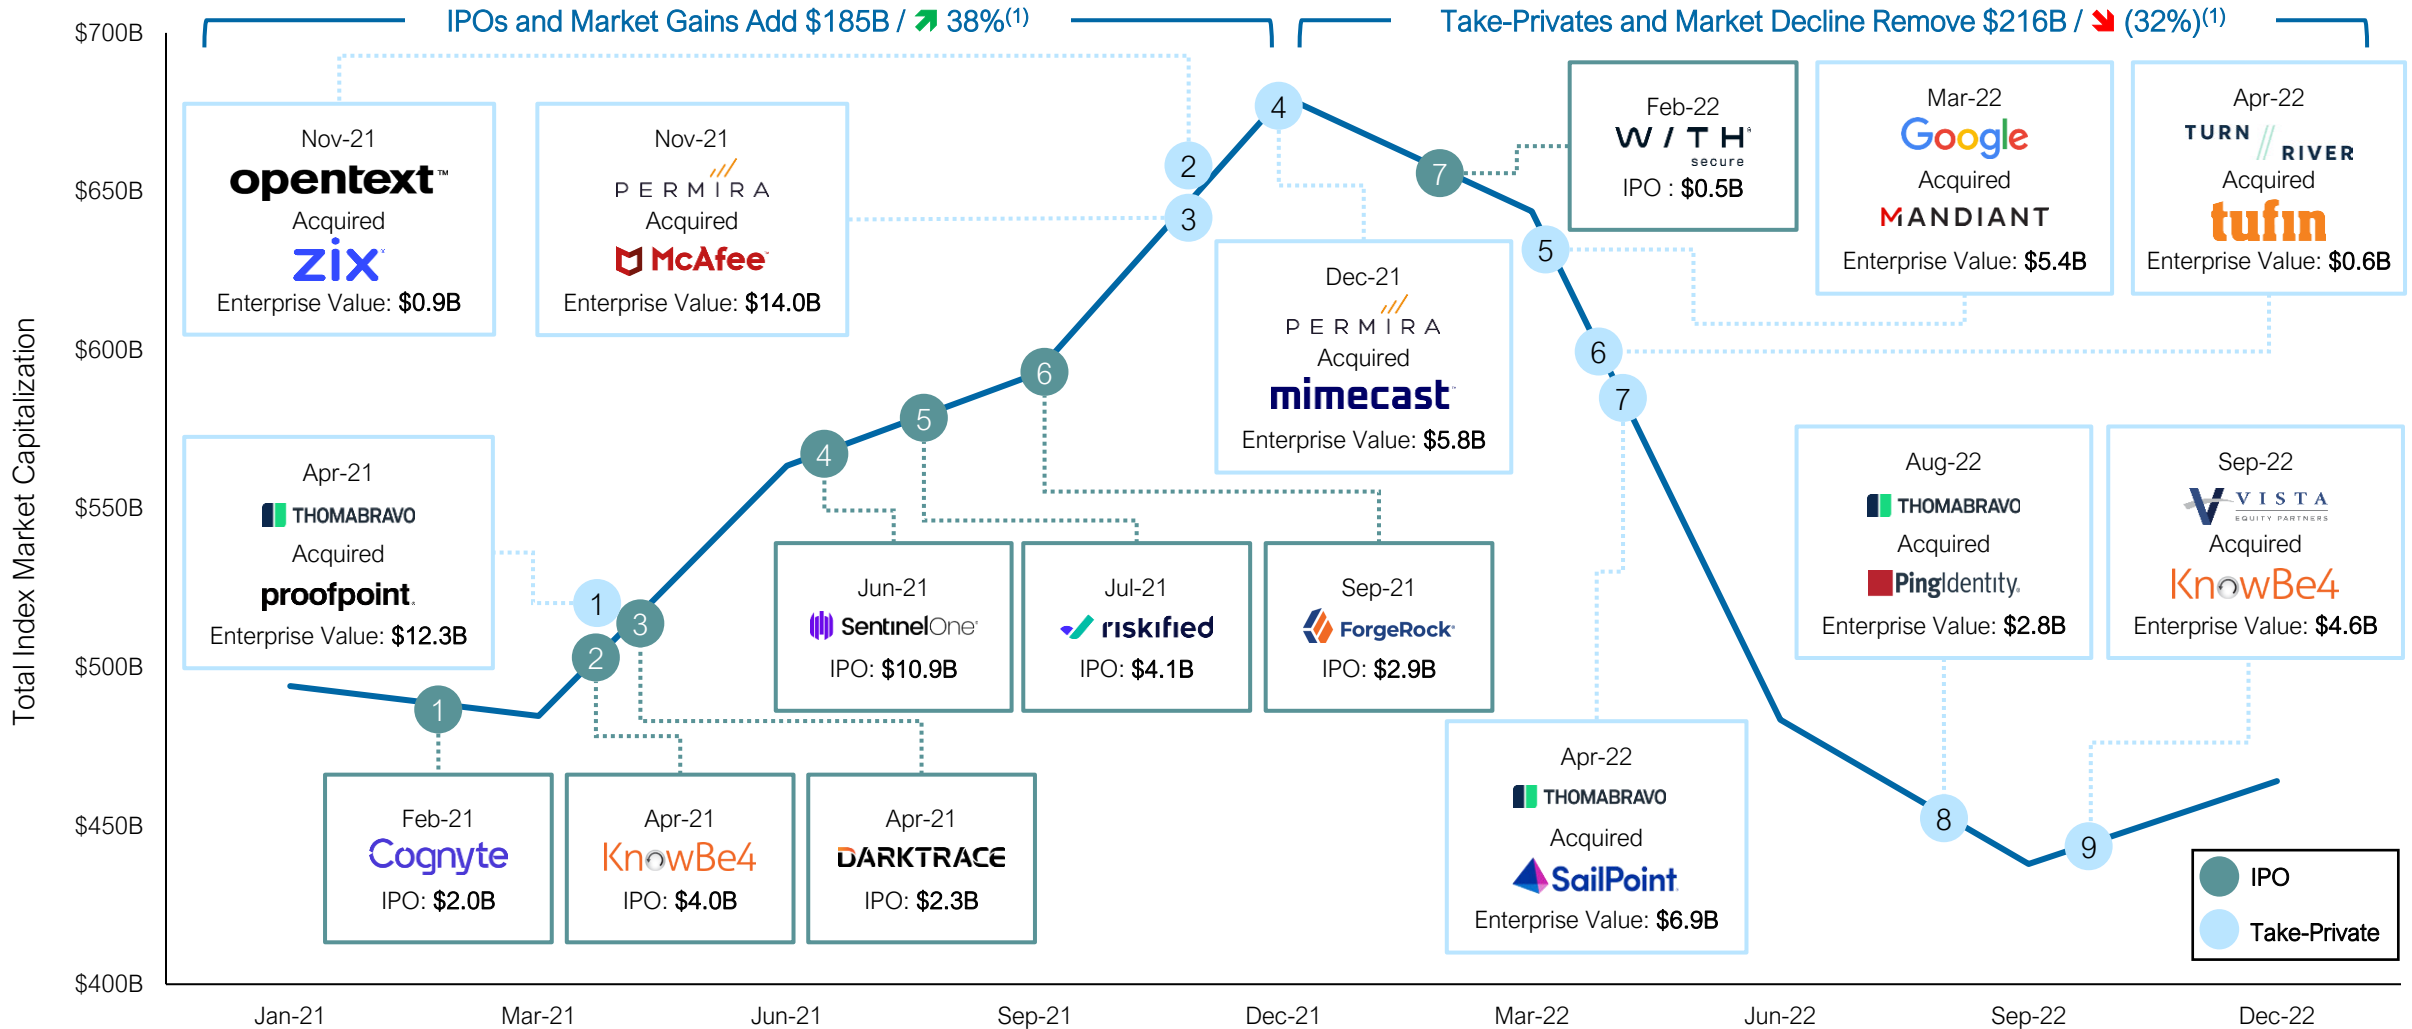 IPOs and Market Gains Add $185B / 38%(1)
Take-Privates and Market Decline Remove $216B / (32%)(1)
Total Index Market Capitalization
$700B
$650B
$600B
$550B
$500B
$450B
$400B
Nov-21
opentext™
Acquired
zix
Enterprise Value: $0.9B
Nov-21
PERMIRA
Acquired
McAfee™
Enterprise Value: $14.0B
Dec-21
PERMIRA
Acquired
mimecast
Enterprise Value: $5.8B
Feb-22
W/TH®
secure
IPO : $0.5B
Mar-22
Google
Acquired
MANDIANT
Enterprise Value: $5.4B
Apr-22
TURN
RIVER
Acquired
tufin
Enterprise Value: $0.6B
Apr-21
THOMABRAVO
Acquired
proofpoint.
Enterprise Value: $12.3B
Jun-21
SentinelOne®
IPO: $10.9B
Jul-21
riskified
IPO: $4.1B
Sep-21
ForgeRock®
IPO: $2.9B
Aug-22
THOMABRAVO
Acquired
PingIdentity®
Enterprise Value: $2.8B
Sep-22
VISTA
EQUITY PARTNERS
Acquired
KnowBe4
Enterprise Value: $4.6B
Feb-21
Cognyte
IPO: $2.0B
Apr-21
KnowBe4
IPO: $4.0B
Apr-21
DARKTRACE
IPO: $2.3B
Apr-22
THOMABRAVO
Acquired
SailPoint
Enterprise Value: $6.9B
1
1
2
3
4
5
6
2
3
4
7
5
6
7
8
9
IPO
Take-Private
Jan-21
Mar-21
Jun-21
Sep-21
Dec-21
Mar-22
Jun-22
Sep-22
Dec-22